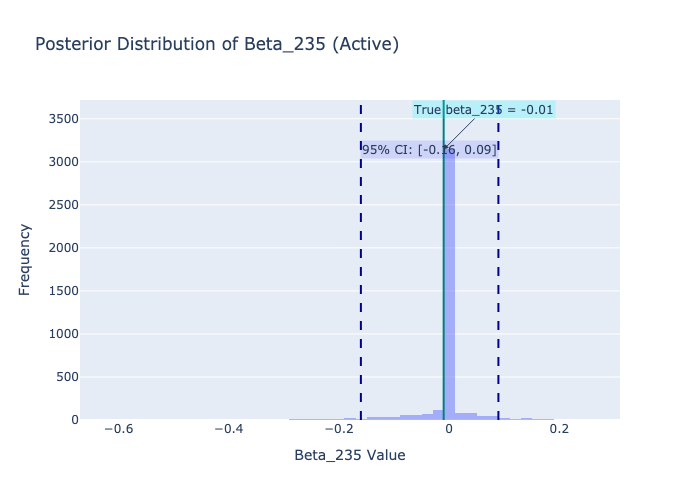 Posterior Distribution of Beta_235 (Active)
True beta_235 = -0.01
95% CI: [-0.16, 0.09]
3500
3000
2500
2000
1500
1000
500
0
Frequency
−0.6
−0.4
−0.2
0
0.2
Beta_235 Value